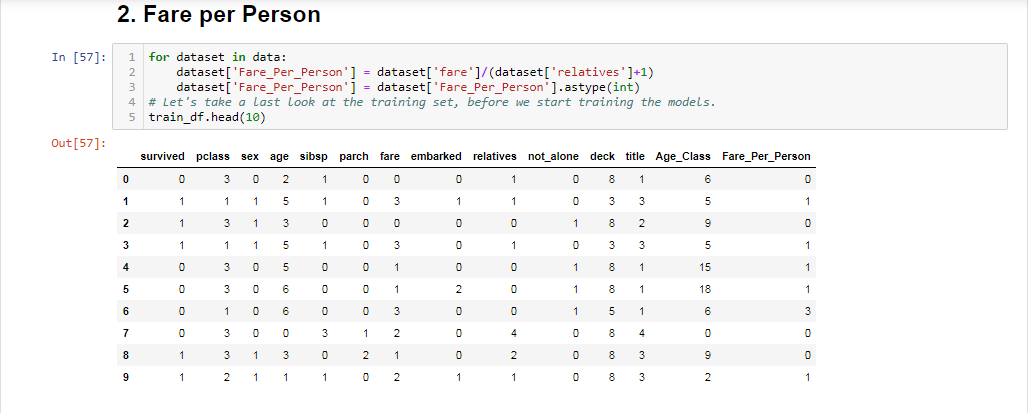 2. Fare per Person
In [57]:
1 for dataset in data:
2     dataset['Fare_Per_Person'] = dataset['fare']/(dataset['relatives']+1)
3     dataset['Fare_Per_Person'] = dataset['Fare_Per_Person'].astype(int)
4 # Let's take a last look at the training set, before we start training the models.
5 train_df.head(10)
Out[57]:
survived pclass sex age sibsp parch fare embarked relatives not_alone deck title Age_Class Fare_Per_Person
0 0 3 0 2 1 0 0 0 1 0 8 1 6 0
1 1 1 1 5 1 0 3 1 1 0 3 3 5 1
2 1 3 1 3 0 0 0 0 0 1 8 2 9 0
3 1 1 1 5 1 0 3 0 1 0 3 3 5 1
4 0 3 0 5 0 0 1 0 0 1 8 1 15 1
5 0 3 0 6 0 0 1 2 0 1 8 1 18 1
6 0 1 0 6 0 0 3 0 0 1 5 1 6 3
7 0 3 0 0 3 1 2 0 4 0 8 4 0 0
8 1 3 1 3 0 2 1 0 2 0 8 3 9 0
9 1 2 1 1 1 0 2 1 1 0 8 3 2 1